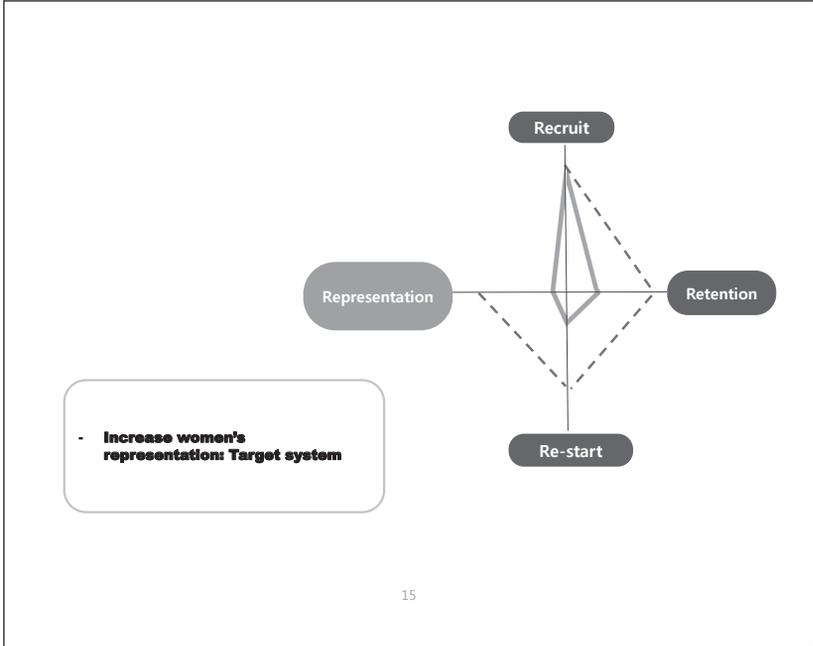 Recruit
Representation
Retention
- Increase women's
representation: Target system
Re-start
15